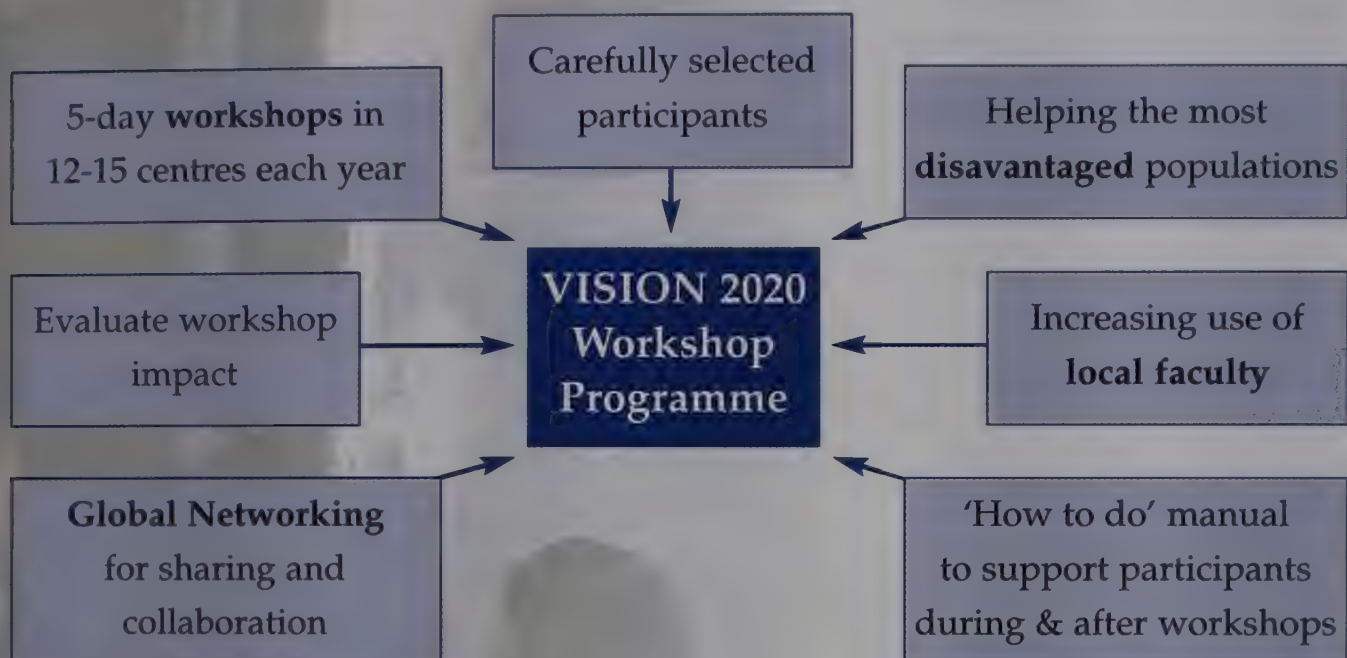 Carefully selected
participants
5-day workshops in
12-15 centres each year
Helping the most
disavantaged populations
VISION 2020
Workshop
Programme
Evaluate workshop
impact
Increasing use of
local faculty
Global Networking
for sharing and
collaboration
'How to do' manual
to support participants
during & after workshops